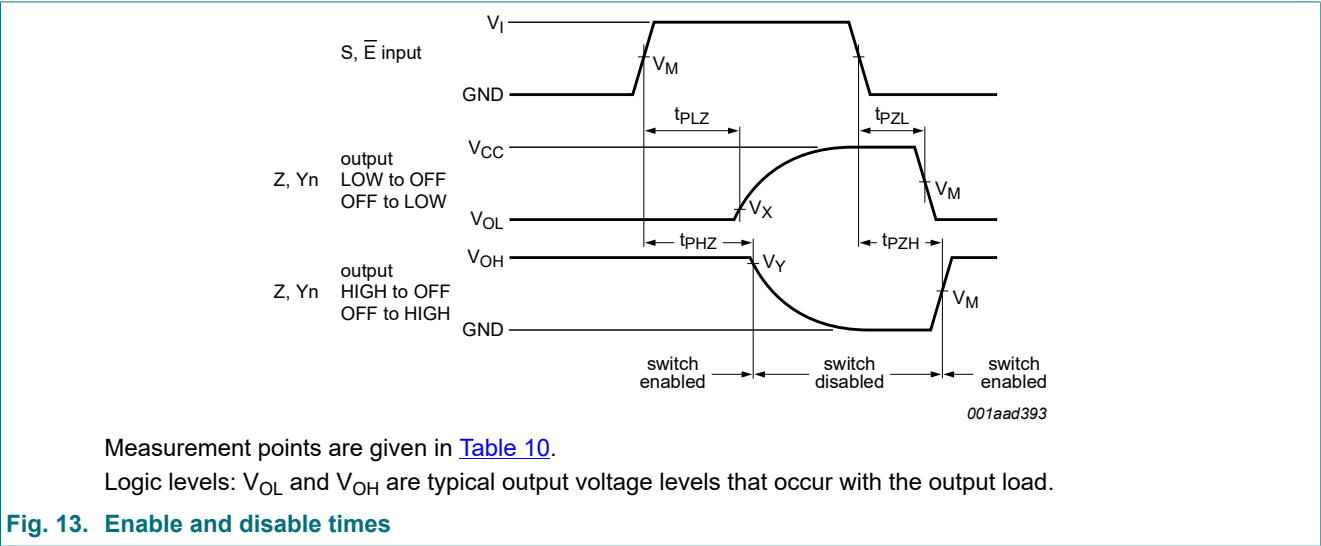 V_I
S, E̅ input
V_M
GND
t_PLZ
t_PZL
V_CC
output
Z, Yn LOW to OFF
OFF to LOW
V_M
V_X
V_OL
t_PHZ
t_PZH
V_OH
V_Y
output
Z, Yn HIGH to OFF
OFF to HIGH
V_M
GND
switch enabled
switch disabled
switch enabled
001aad393
Measurement points are given in Table 10.
Logic levels: V_OL and V_OH are typical output voltage levels that occur with the output load.
Fig. 13. Enable and disable times